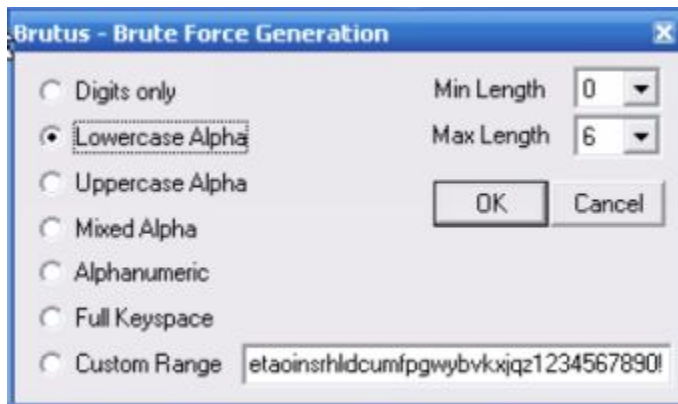 Brutus - Brute Force Generation
Digits only
Min Length 0
Lowercase Alpha
Max Length 6
Uppercase Alpha
OK Cancel
Mixed Alpha
Alphanumeric
Full Keyspace
Custom Range etaoinsrhldcumfpgwybvkxjqz1234567890!